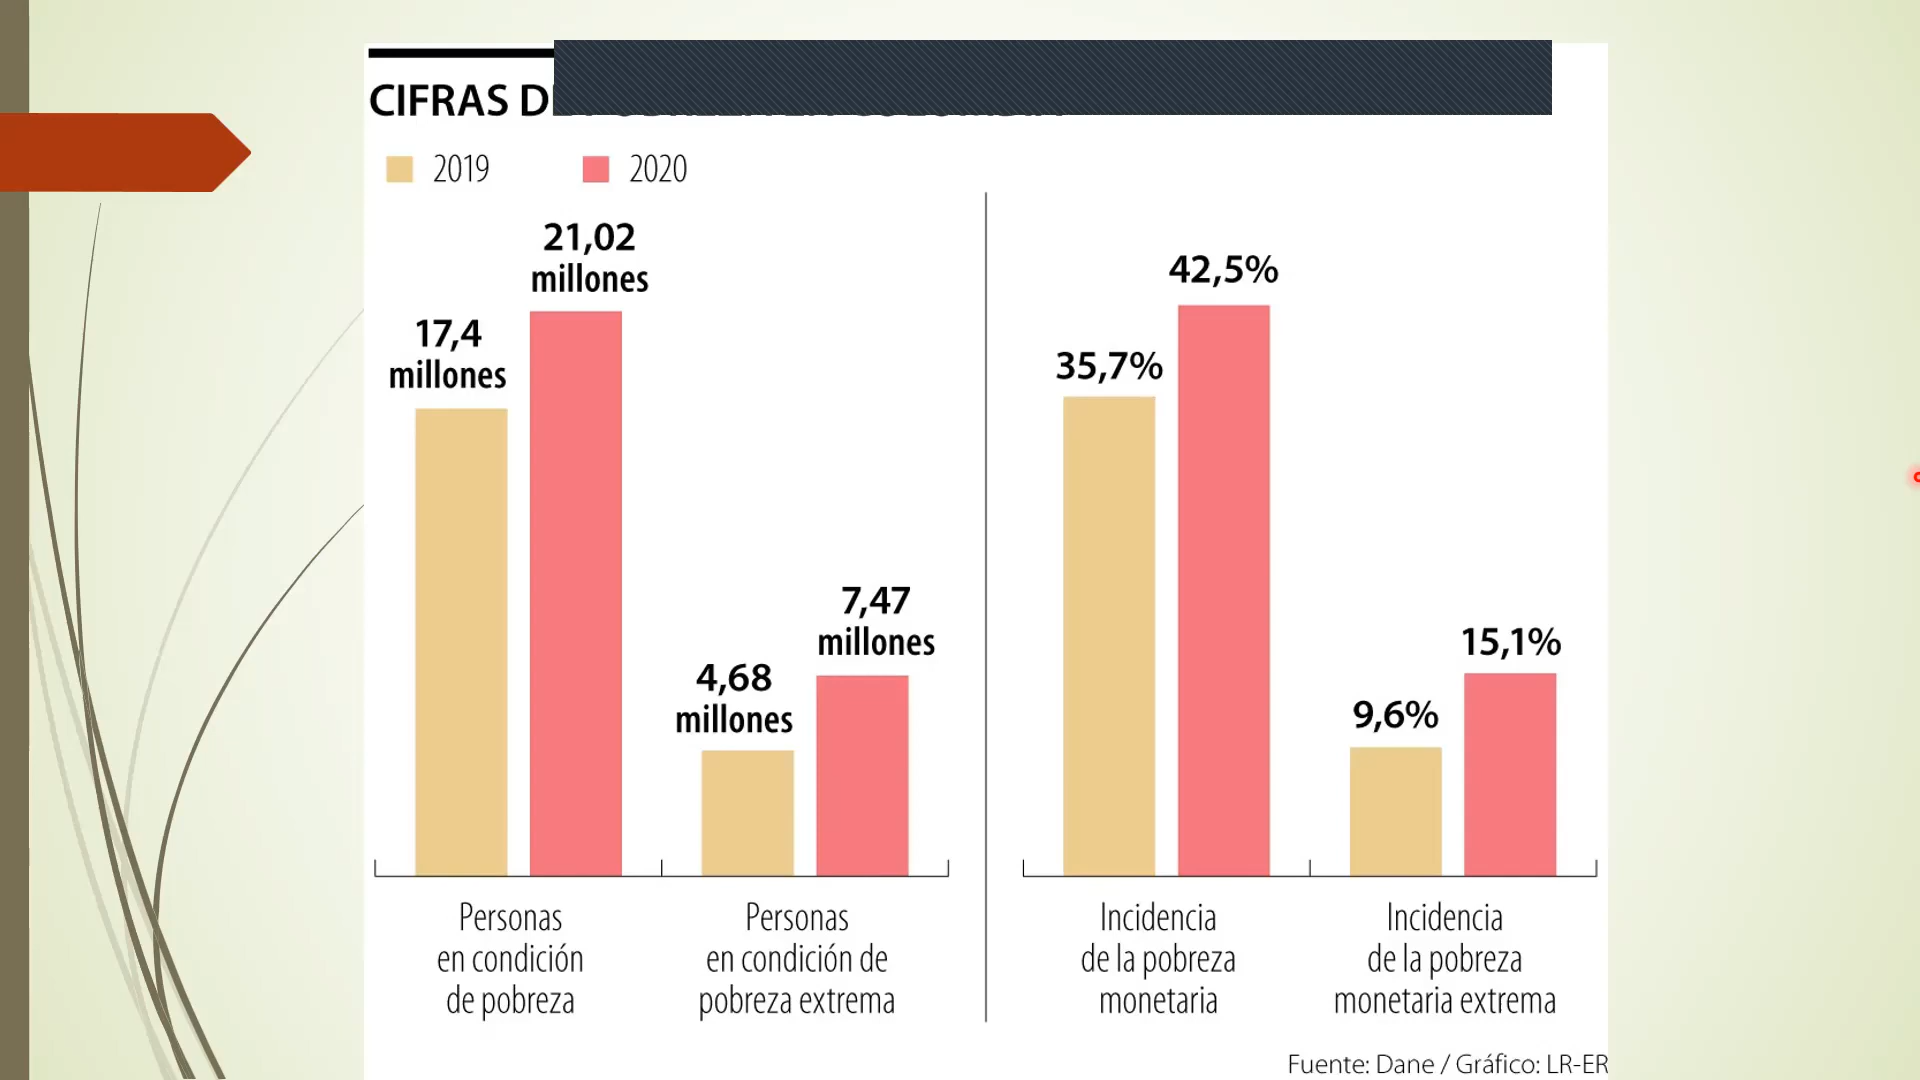 CIFRAS D
2019
2020
21,02
millones
17,4
millones
7,47
millones
4,68
millones
42,5%
35,7%
15,1%
9,6%
Personas
en condición
de pobreza
Personas
en condición de
pobreza extrema
Incidencia
de la pobreza
monetaria
Incidencia
de la pobreza
monetaria extrema
Fuente: Dane / Gráfico: LR-ER